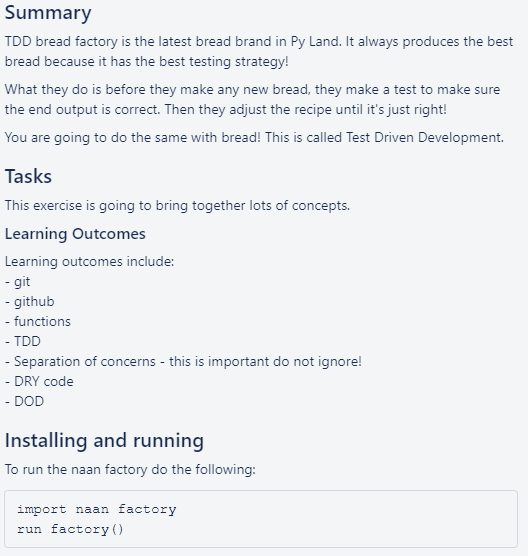 Summary
TDD bread factory is the latest bread brand in Py Land. It always produces the best
bread because it has the best testing strategy!
What they do is before they make any new bread, they make a test to make sure
the end output is correct. Then they adjust the recipe until it's just right!
You are going to do the same with bread! This is called Test Driven Development.
Tasks
This exercise is going to bring together lots of concepts.
Learning Outcomes
Learning outcomes include:
- git
- github
- functions
- TDD
- Separation of concerns - this is important do not ignore!
- DRY code
- DOD
Installing and running
To run the naan factory do the following:
import naan factory
run factory()